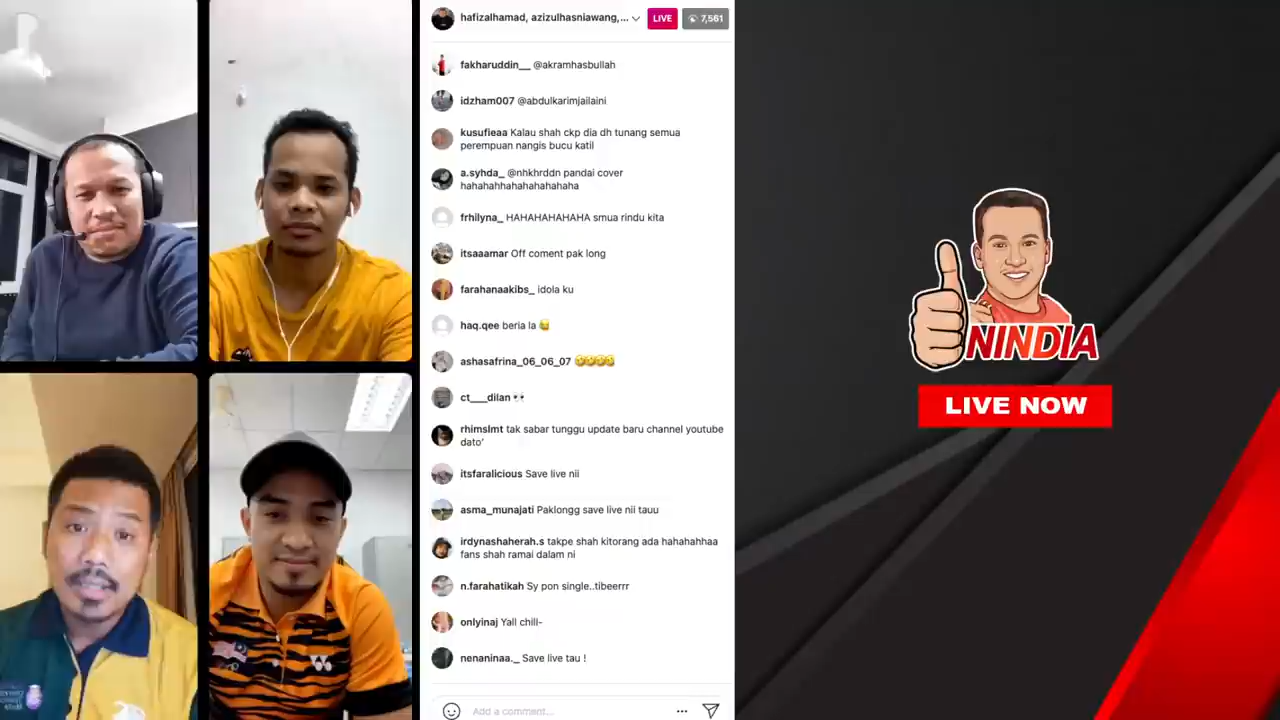 hafizalhamad, azizulhasniawang,...
LIVE
7,561
fakharuddin__ @akramhasbullah
idzham007 @abdulkarimjailaini
kusufieaa Kalau shah ckp dia dh tunang semua
perempuan nangis bucu katil
a.syhda_ @nhkhrddn pandai cover
hahahahhahahahahahaha
frhilyna_ HAHAHAHAHAHA smua rindu kita
itsaaamar Off coment pak long
farahanaakibs_ idola ku
haq.qee beria la 😹
ashasafrina_06_06_07 🤣🤣🤣🤣
ct___dilan 👀
rhimslmt tak sabar tunggu update baru channel youtube
dato'
itsfaralicious Save live nii
asma_munajati Paklongg save live nii tauu
irdynashaherah.s takpe shah kitorang ada hahahahhaa
fans shah ramai dalam ni
n.farahatikah Sy pon single..tibeerrr
onlyinaj Yall chill-
nenaninaa._ Save live tau !
Add a comment...
NINDIA
LIVE NOW